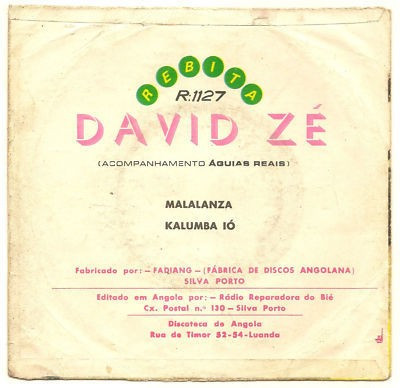 REBITA
R:1127
DAVID ZÉ
(ACOMPANHAMENTO ÁGUIAS REAIS)
MALALANZA
KALUMBA IÓ
Fabricado por: – FADIANG – (FÁBRICA DE DISCOS ANGOLANA)
SILVA PORTO
Editado em Angola por: – Rádio Reparadora do Bié
Cx. Postal n.º 130 – Silva Porto
Discoteca de Angola
Rua de Timor 52-54-Luanda